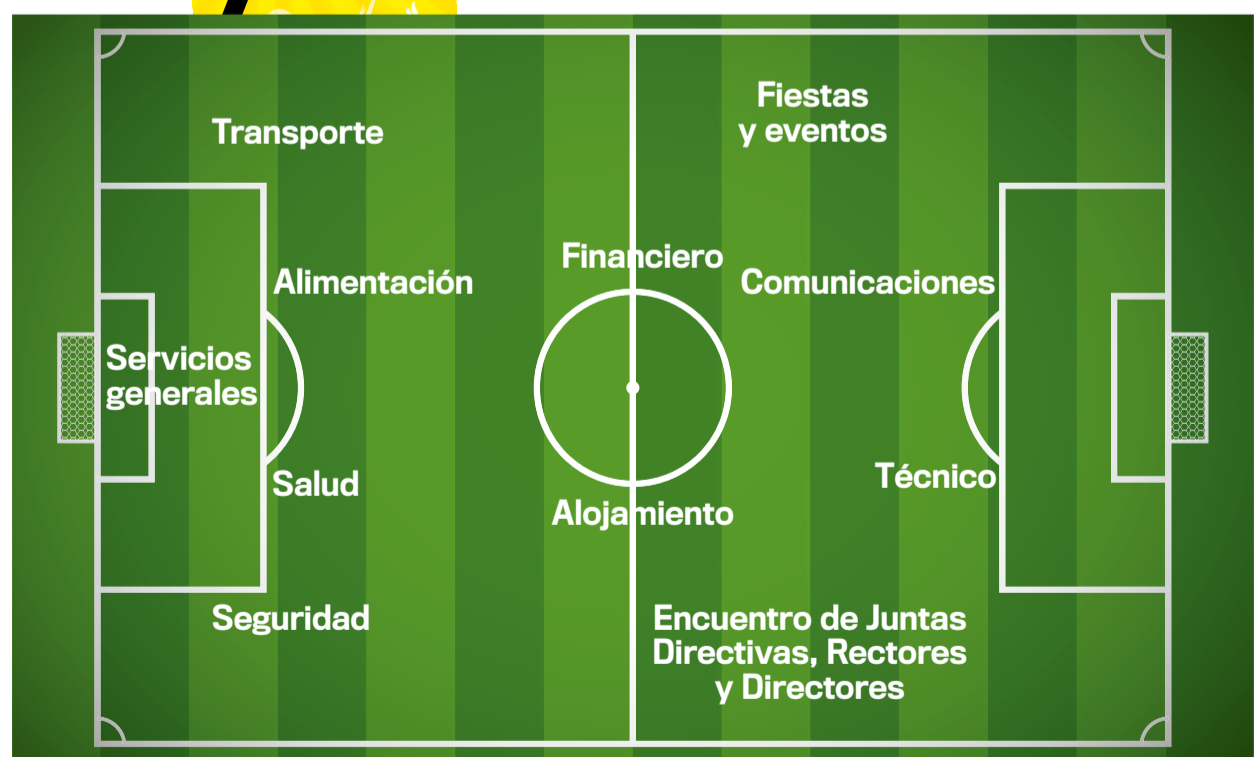 Fiestas
y eventos
Transporte
Financiero
Alimentación
Comunicaciones
Servicios
generales
Técnico
Salud
Alojamiento
Seguridad
Encuentro de Juntas
Directivas, Rectores
y Directores